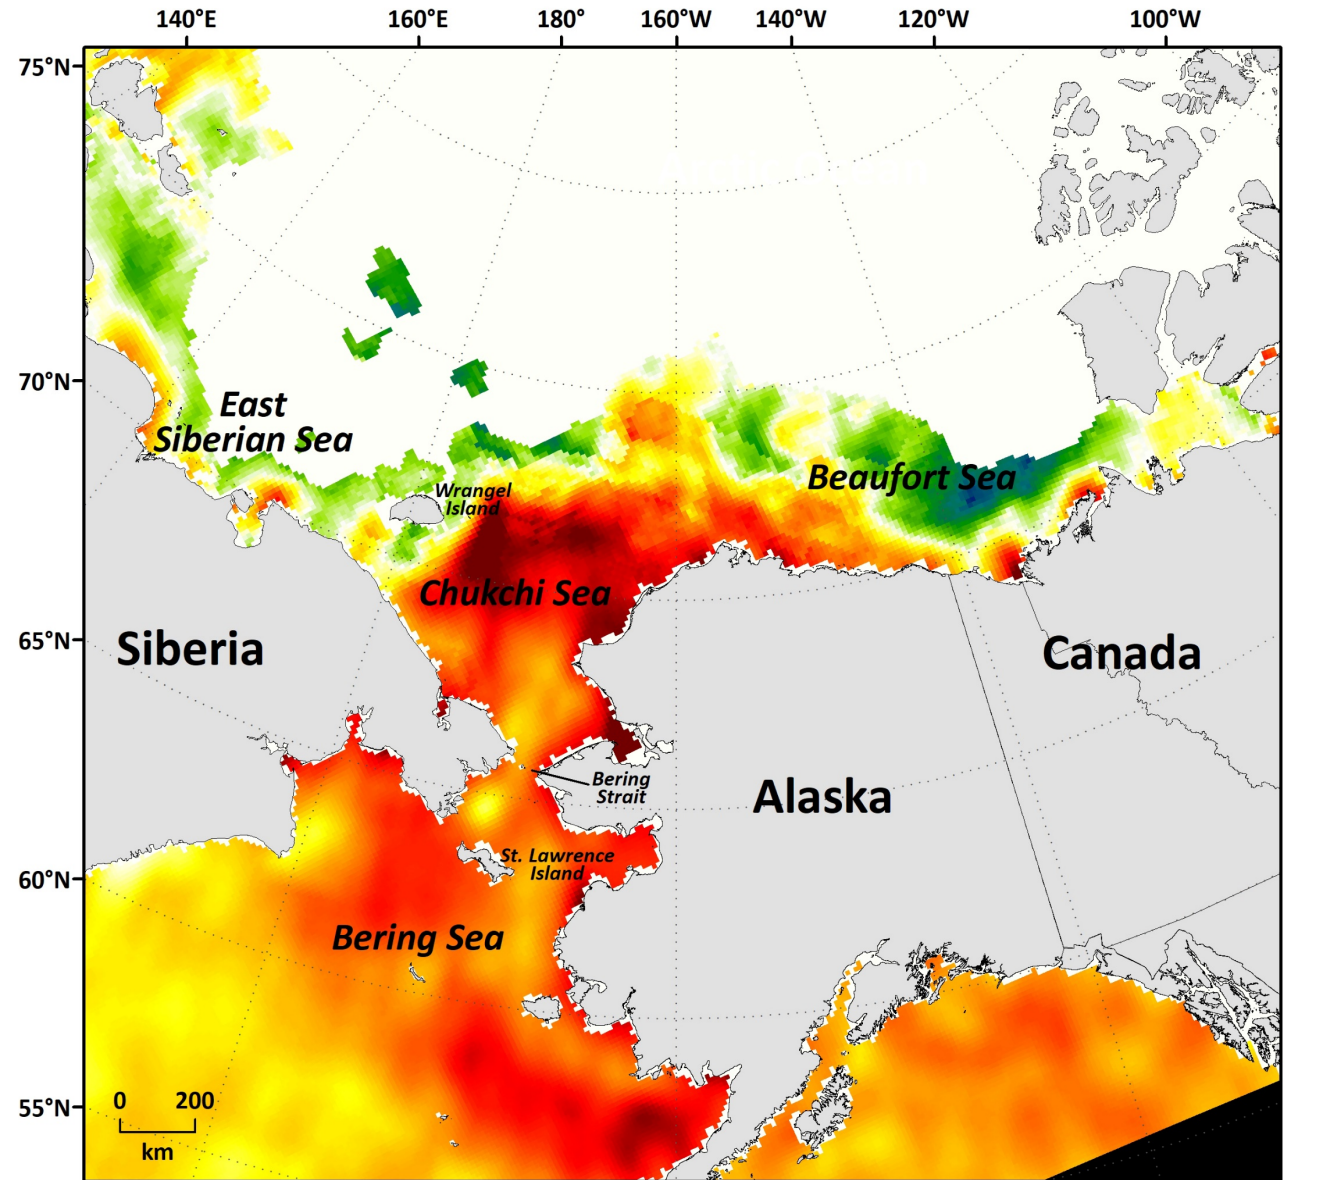 140°E 160°E 180° 160°W 140°W 120°W 100°W
75°N
70°N
East
Siberian Sea
Beaufort Sea
Wrangel
Island
Chukchi Sea
65°N
Siberia
Canada
Bering
Strait
Alaska
St. Lawrence
Island
60°N
Bering Sea
55°N
0 200
km